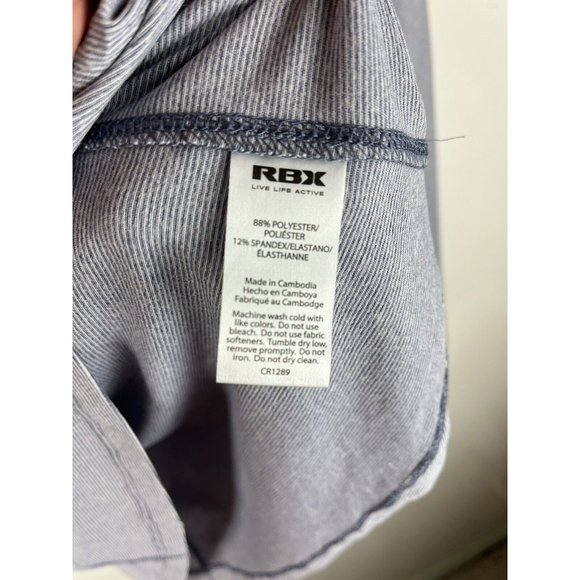 RBX
LIVE LIFE ACTIVE
88% POLYESTER/
POLIÉSTER
12% SPANDEX/ELASTANO/
ÉLASTHANNE
Made in Cambodia
Hecho en Camboya
Fabriqué au Cambodge
Machine wash cold with
like colors. Do not use
bleach. Do not use fabric
softeners. Tumble dry low,
remove promptly. Do not
iron. Do not dry clean.
CR1289